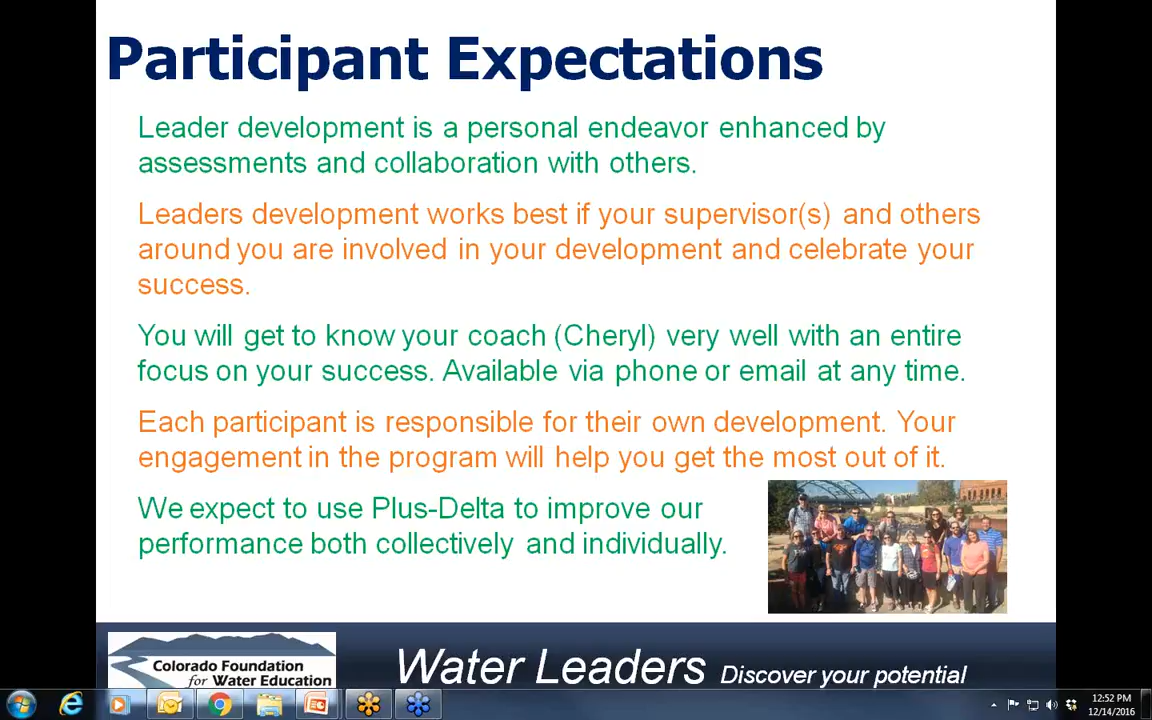 Participant Expectations
Leader development is a personal endeavor enhanced by
assessments and collaboration with others.
Leaders development works best if your supervisor(s) and others
around you are involved in your development and celebrate your
success.
You will get to know your coach (Cheryl) very well with an entire
focus on your success. Available via phone or email at any time.
Each participant is responsible for their own development. Your
engagement in the program will help you get the most out of it.
We expect to use Plus-Delta to improve our
performance both collectively and individually.
Colorado Foundation
for Water Education
Water Leaders Discover your potential
12:52 PM
12/14/2016